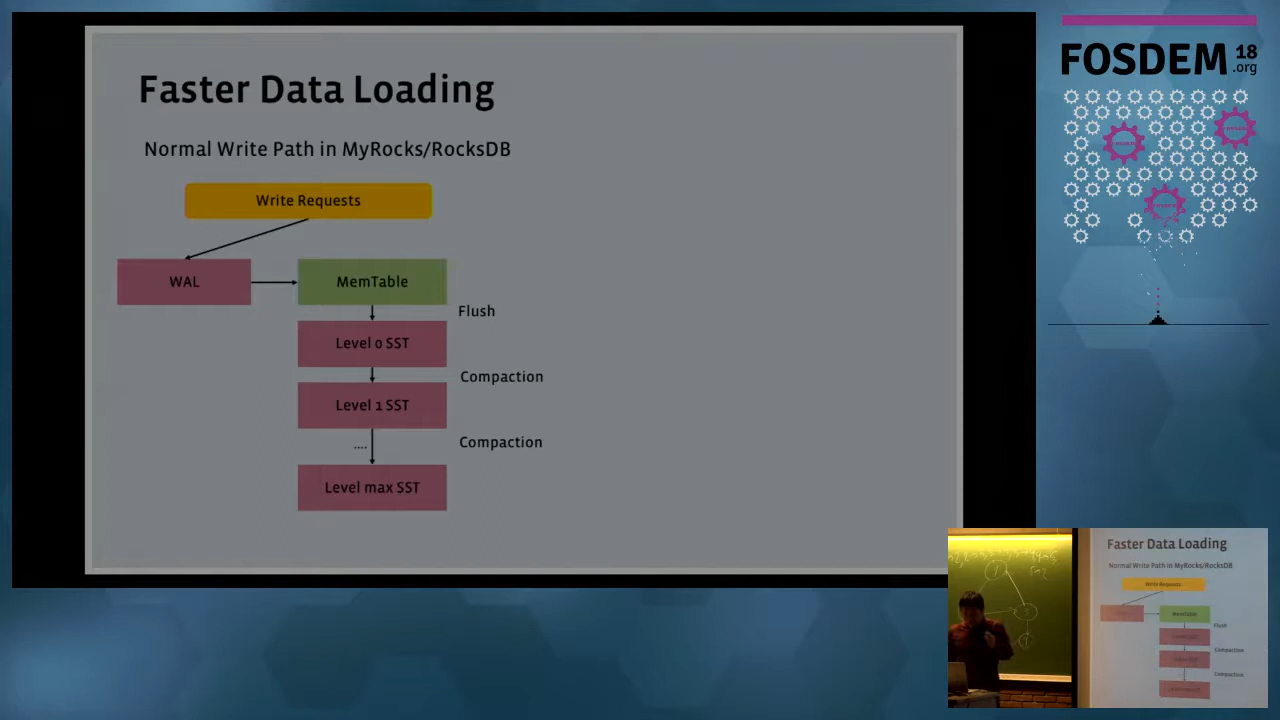 Faster Data Loading
Normal Write Path in MyRocks/RocksDB
Write Requests
WAL
MemTable
Flush
Level 0 SST
Compaction
Level 1 SST
....
Compaction
Level max SST
FOSDEM 18
.org
Faster Data Loading
Normal Write Path in MyRocks/RocksDB
Write Requests
MemTable
Flush
Compaction
Compaction